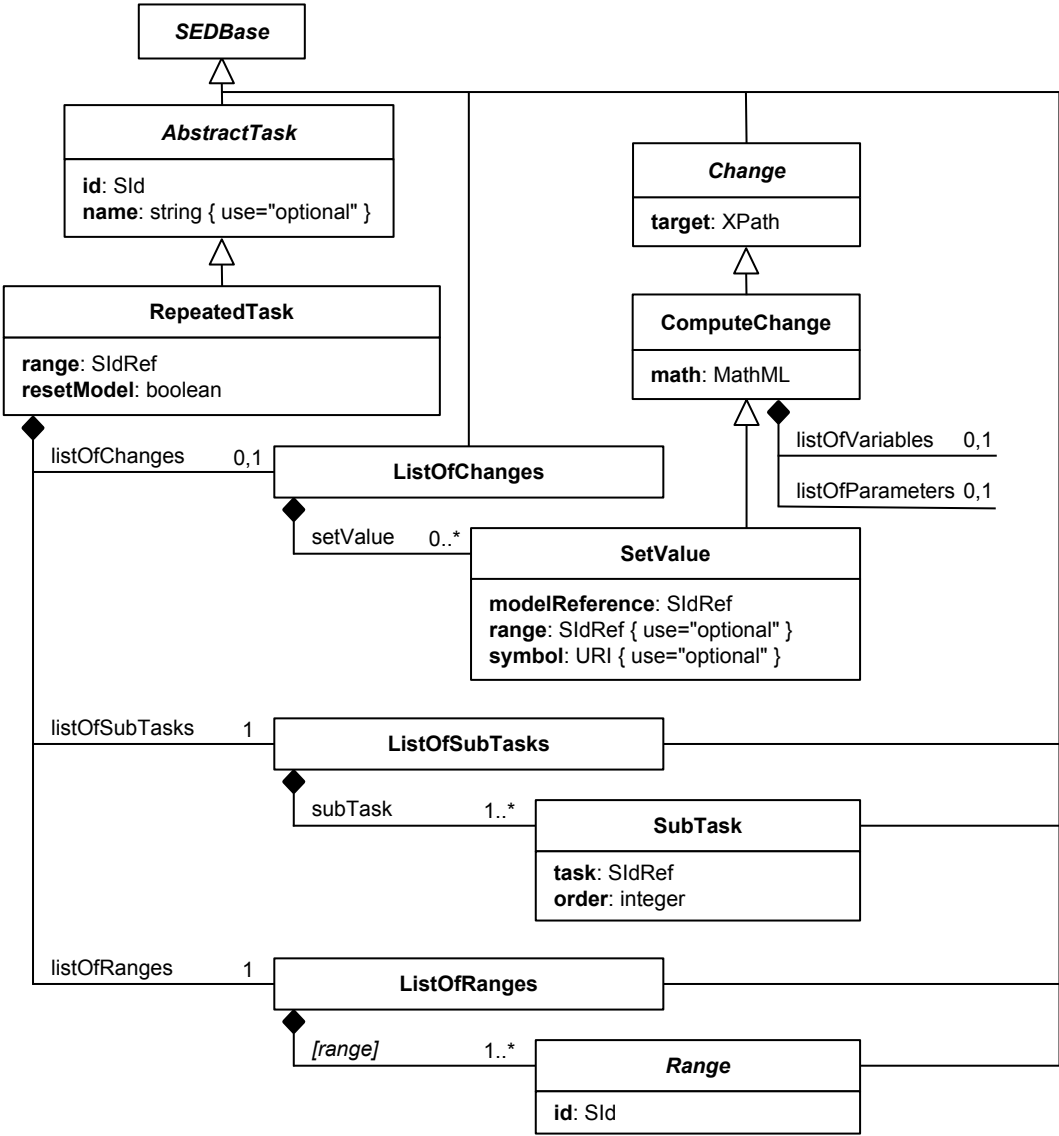 SEDBase
AbstractTask
id: SId
name: string { use="optional" }
Change
target: XPath
RepeatedTask
range: SIdRef
resetModel: boolean
ComputeChange
math: MathML
listOfChanges 0,1
ListOfChanges
listOfVariables 0,1
listOfParameters 0,1
setValue 0..*
SetValue
modelReference: SIdRef
range: SIdRef { use="optional" }
symbol: URI { use="optional" }
listOfSubTasks 1
ListOfSubTasks
subTask 1..*
SubTask
task: SIdRef
order: integer
listOfRanges 1
ListOfRanges
[range] 1..*
Range
id: SId